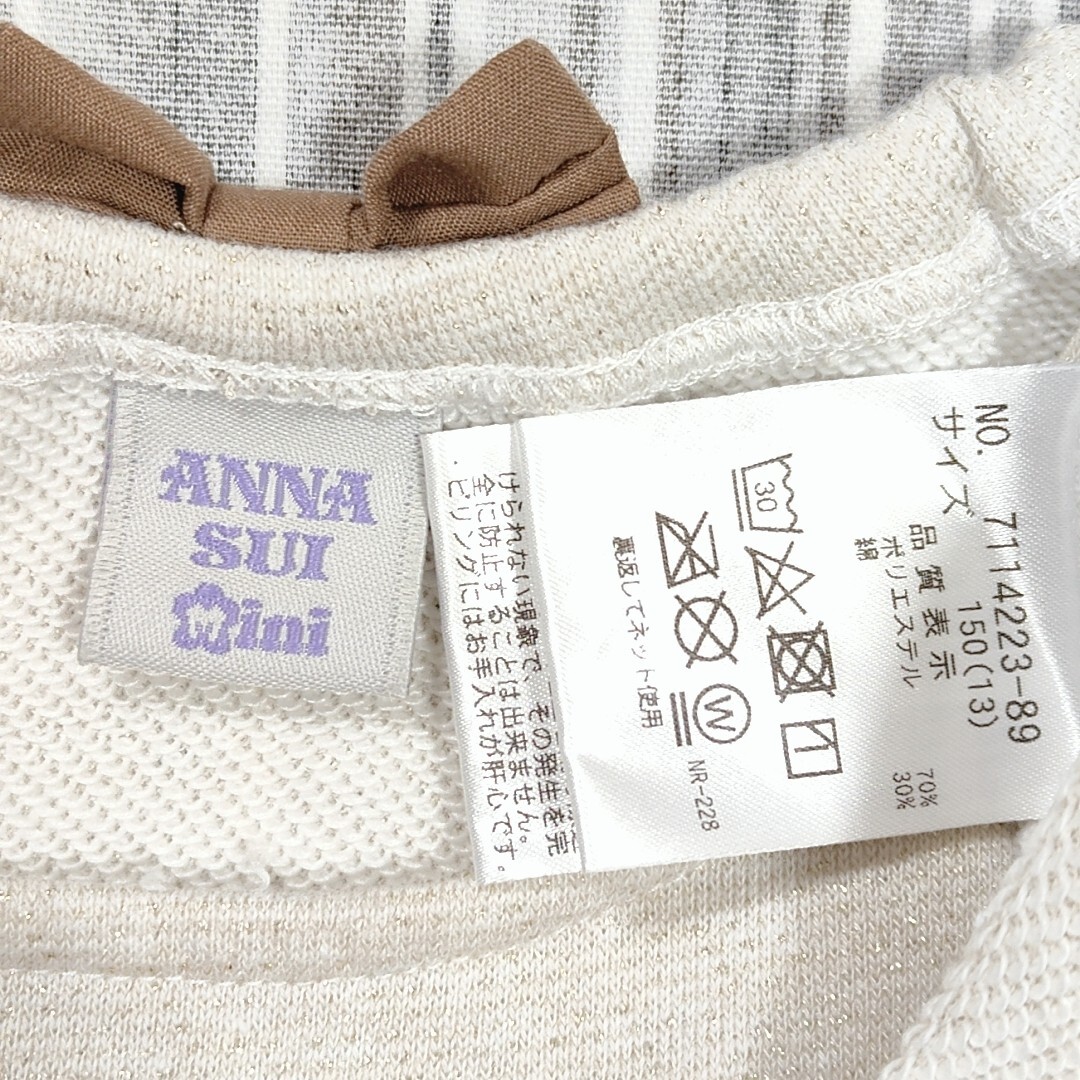 ANNA
SUI
mini
NO. 7114223-89
サイズ 150(13)
品質表示
ポリエステル 70%
綿 30%
30
W
裏返してネット使用
NR-228
けられない現象で、その発生を完
全に防止することは出来ません。
ピリングにはお手入れが肝心です。